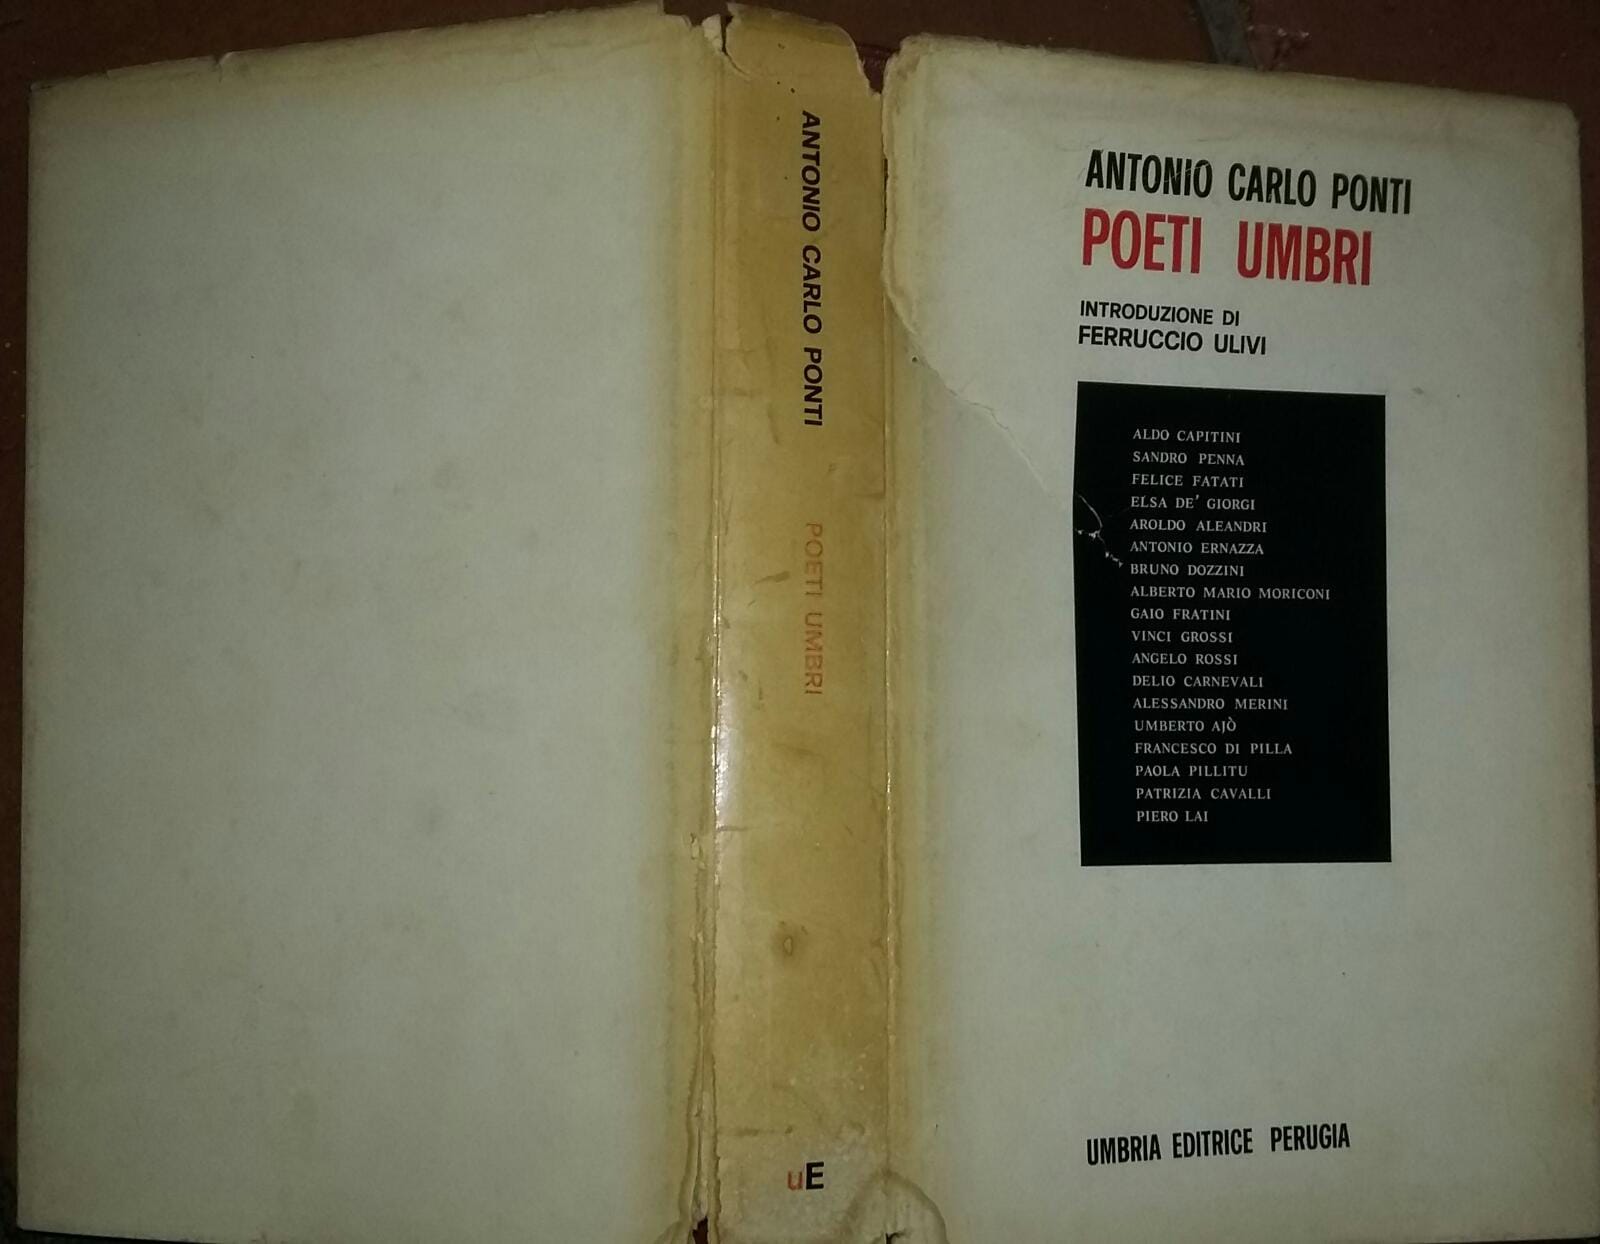 ANTONIO CARLO PONTI
POETI UMBRI
uE
ANTONIO CARLO PONTI
POETI UMBRI
INTRODUZIONE DI
FERRUCCIO ULIVI
ALDO CAPITINI
SANDRO PENNA
FELICE FATATI
ELSA DE' GIORGI
AROLDO ALEANDRI
ANTONIO ERNAZZA
BRUNO DOZZINI
ALBERTO MARIO MORICONI
GAIO FRATINI
VINCI GROSSI
ANGELO ROSSI
DELIO CARNEVALI
ALESSANDRO MERINI
UMBERTO AJÒ
FRANCESCO DI PILLA
PAOLA PILLITU
PATRIZIA CAVALLI
PIERO LAI
UMBRIA EDITRICE PERUGIA